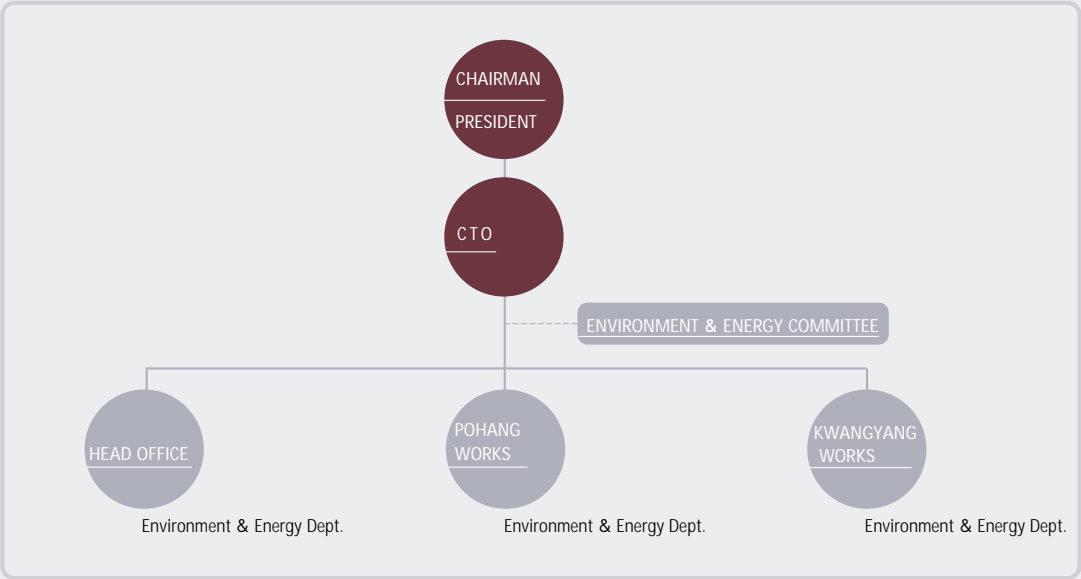 CHAIRMAN
PRESIDENT
CTO
ENVIRONMENT & ENERGY COMMITTEE
HEAD OFFICE
POHANG
WORKS
KWANGYANG
WORKS
Environment & Energy Dept.
Environment & Energy Dept.
Environment & Energy Dept.